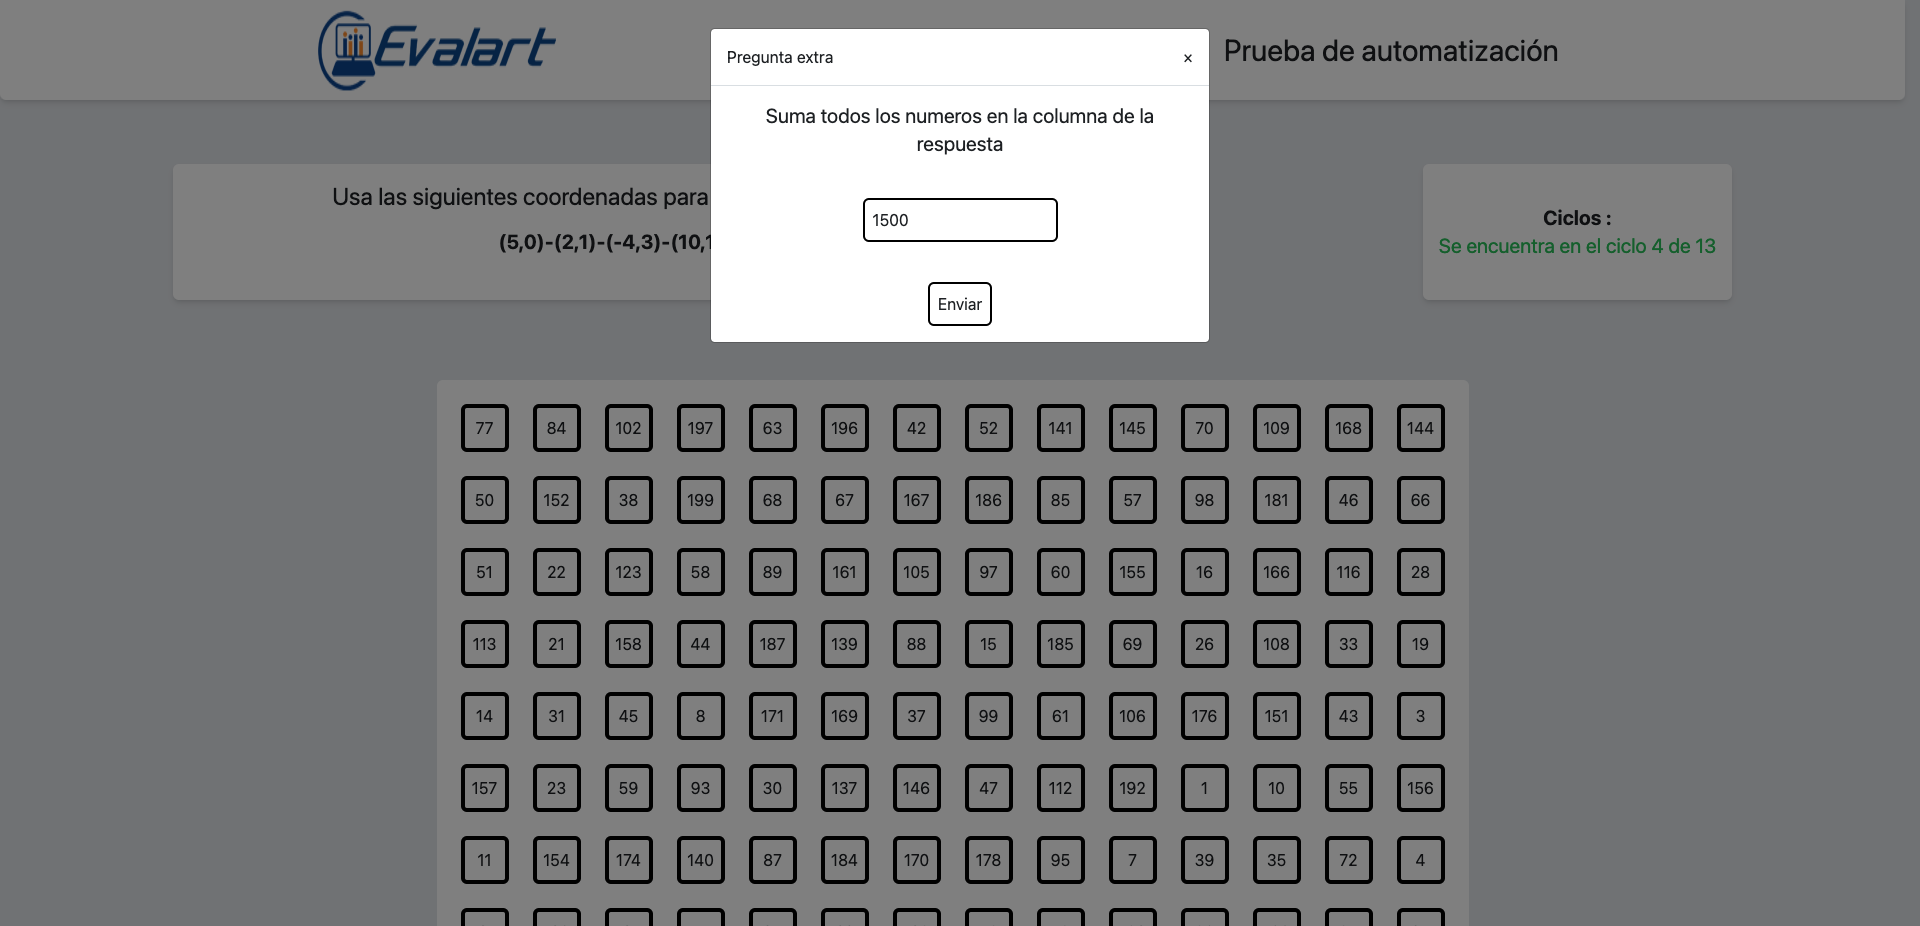 Evalart
Prueba de automatización
Pregunta extra
×
Suma todos los numeros en la columna de la
respuesta
1500
Enviar
Usa las siguientes coordenadas para
(5,0)-(2,1)-(-4,3)-(10,1
Ciclos :
Se encuentra en el ciclo 4 de 13
77 84 102 197 63 196 42 52 141 145 70 109 168 144
50 152 38 199 68 67 167 186 85 57 98 181 46 66
51 22 123 58 89 161 105 97 60 155 16 166 116 28
113 21 158 44 187 139 88 15 185 69 26 108 33 19
14 31 45 8 171 169 37 99 61 106 176 151 43 3
157 23 59 93 30 137 146 47 112 192 1 10 55 156
11 154 174 140 87 184 170 178 95 7 39 35 72 4